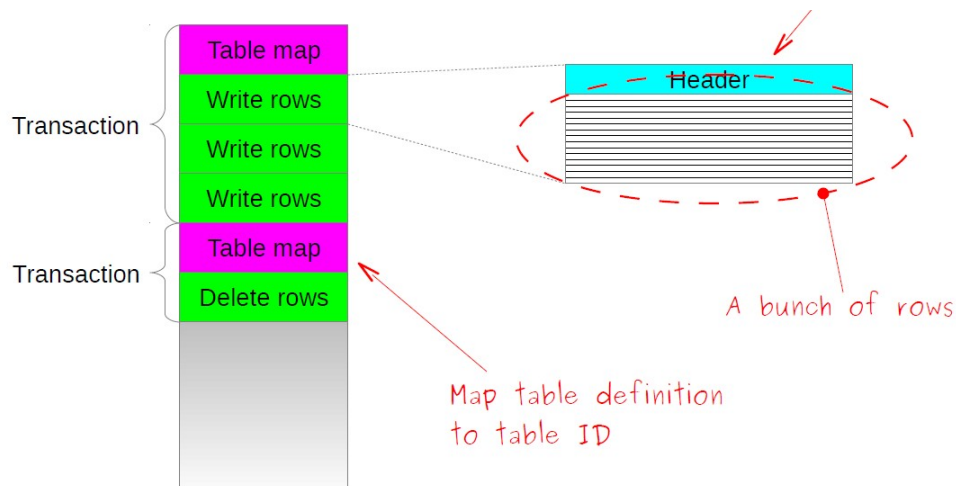 Table map
Write rows
Write rows
Write rows
Table map
Delete rows
Transaction
Transaction
Header
A bunch of rows
Map table definition
to table ID